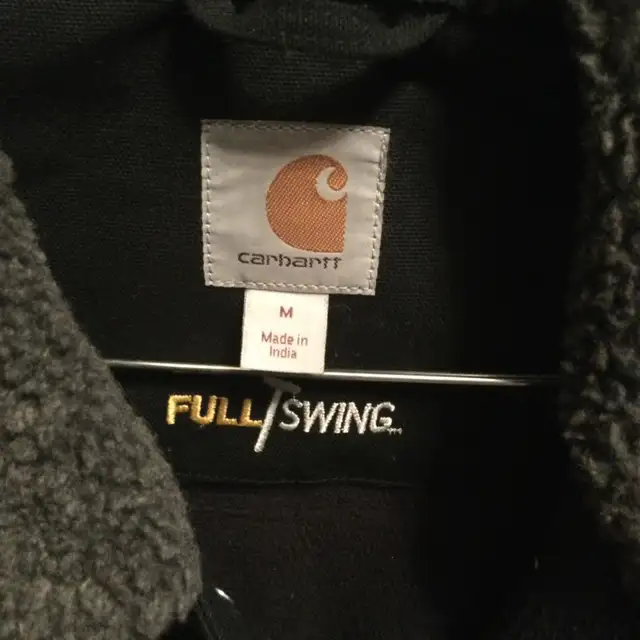 carhartt
M
Made in
India
FULL SWING